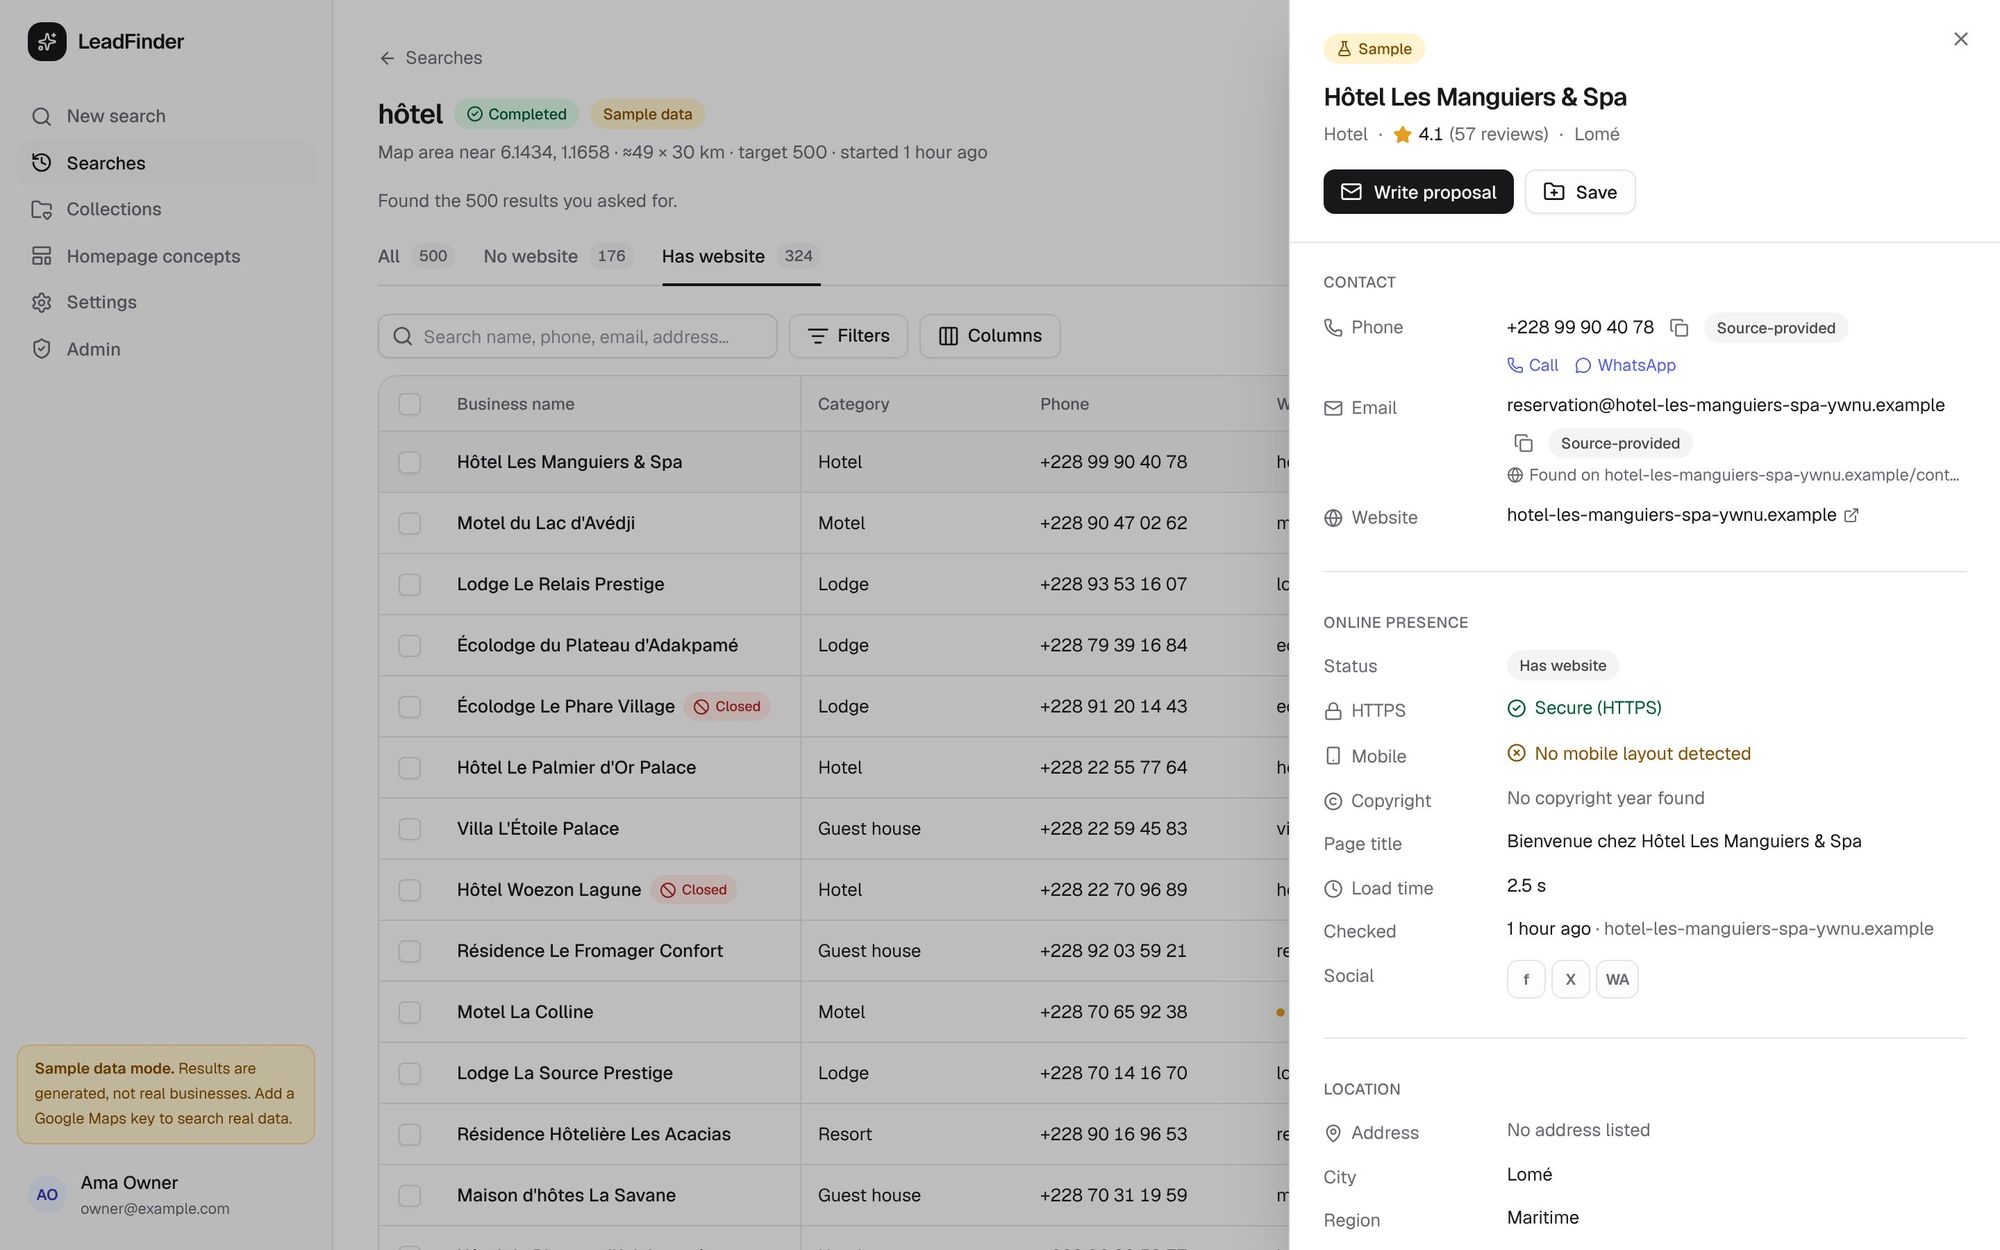 LeadFinder
New search
Searches
Collections
Homepage concepts
Settings
Admin
Sample data mode. Results are
generated, not real businesses. Add a
Google Maps key to search real data.
AO
Ama Owner
owner@example.com
Searches
hôtel Completed Sample data
Map area near 6.1434, 1.1658 · ≈49 × 30 km · target 500 · started 1 hour ago
Found the 500 results you asked for.
All 500 No website 176 Has website 324
Search name, phone, email, address... Filters Columns
Business name Category Phone
Hôtel Les Manguiers & Spa Hotel +228 99 90 40 78
Motel du Lac d'Avédji Motel +228 90 47 02 62
Lodge Le Relais Prestige Lodge +228 93 53 16 07
Écolodge du Plateau d'Adakpamé Lodge +228 79 39 16 84
Écolodge Le Phare Village Closed Lodge +228 91 20 14 43
Hôtel Le Palmier d'Or Palace Hotel +228 22 55 77 64
Villa L'Étoile Palace Guest house +228 22 59 45 83
Hôtel Woezon Lagune Closed Hotel +228 22 70 96 89
Résidence Le Fromager Confort Guest house +228 92 03 59 21
Motel La Colline Motel +228 70 65 92 38
Lodge La Source Prestige Lodge +228 70 14 16 70
Résidence Hôtelière Les Acacias Resort +228 90 16 96 53
Maison d'hôtes La Savane Guest house +228 70 31 19 59
Sample
Hôtel Les Manguiers & Spa
Hotel · 4.1 (57 reviews) · Lomé
Write proposal Save
CONTACT
Phone +228 99 90 40 78 Source-provided
Call WhatsApp
Email reservation@hotel-les-manguiers-spa-ywnu.example
Source-provided
Found on hotel-les-manguiers-spa-ywnu.example/cont...
Website hotel-les-manguiers-spa-ywnu.example
ONLINE PRESENCE
Status Has website
HTTPS Secure (HTTPS)
Mobile No mobile layout detected
Copyright No copyright year found
Page title Bienvenue chez Hôtel Les Manguiers & Spa
Load time 2.5 s
Checked 1 hour ago · hotel-les-manguiers-spa-ywnu.example
Social f X WA
LOCATION
Address No address listed
City Lomé
Region Maritime